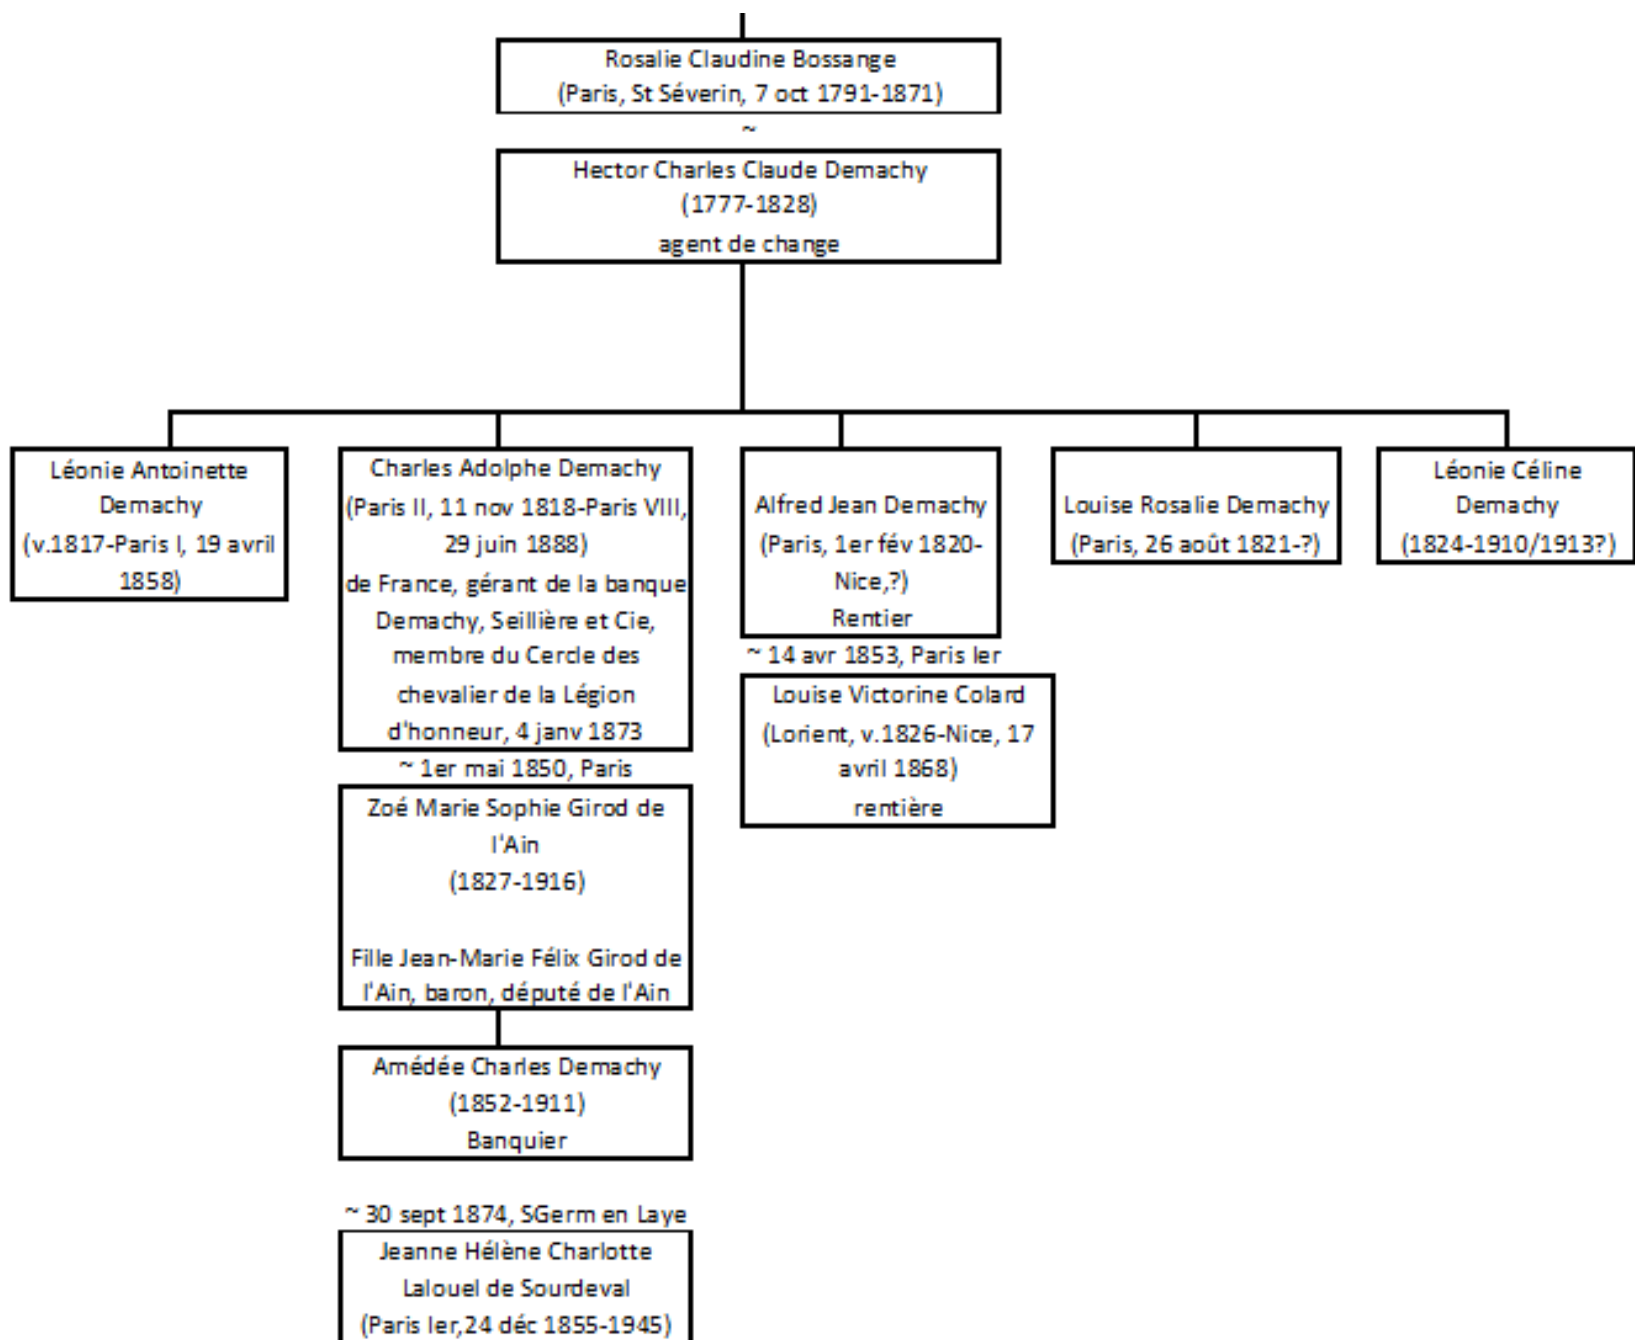 Rosalie Claudine Bossange
(Paris, St Séverin, 7 oct 1791-1871)
~
Hector Charles Claude Demachy
(1777-1828)
agent de change
Léonie Antoinette
Demachy
(v.1817-Paris I, 19 avril
1858)
Charles Adolphe Demachy
(Paris II, 11 nov 1818-Paris VIII,
29 juin 1888)
de France, gérant de la banque
Demachy, Seillière et Cie,
membre du Cercle des
chevalier de la Légion
d'honneur, 4 janv 1873
~ 1er mai 1850, Paris
Zoé Marie Sophie Girod de
l'Ain
(1827-1916)
Fille Jean-Marie Félix Girod de
l'Ain, baron, député de l'Ain
Amédée Charles Demachy
(1852-1911)
Banquier
~ 30 sept 1874, SGerm en Laye
Jeanne Hélène Charlotte
Lalouel de Sourdeval
(Paris Ier,24 déc 1855-1945)
Alfred Jean Demachy
(Paris, 1er fév 1820-
Nice,?)
Rentier
~ 14 avr 1853, Paris Ier
Louise Victorine Colard
(Lorient, v.1826-Nice, 17
avril 1868)
rentière
Louise Rosalie Demachy
(Paris, 26 août 1821-?)
Léonie Céline
Demachy
(1824-1910/1913?)